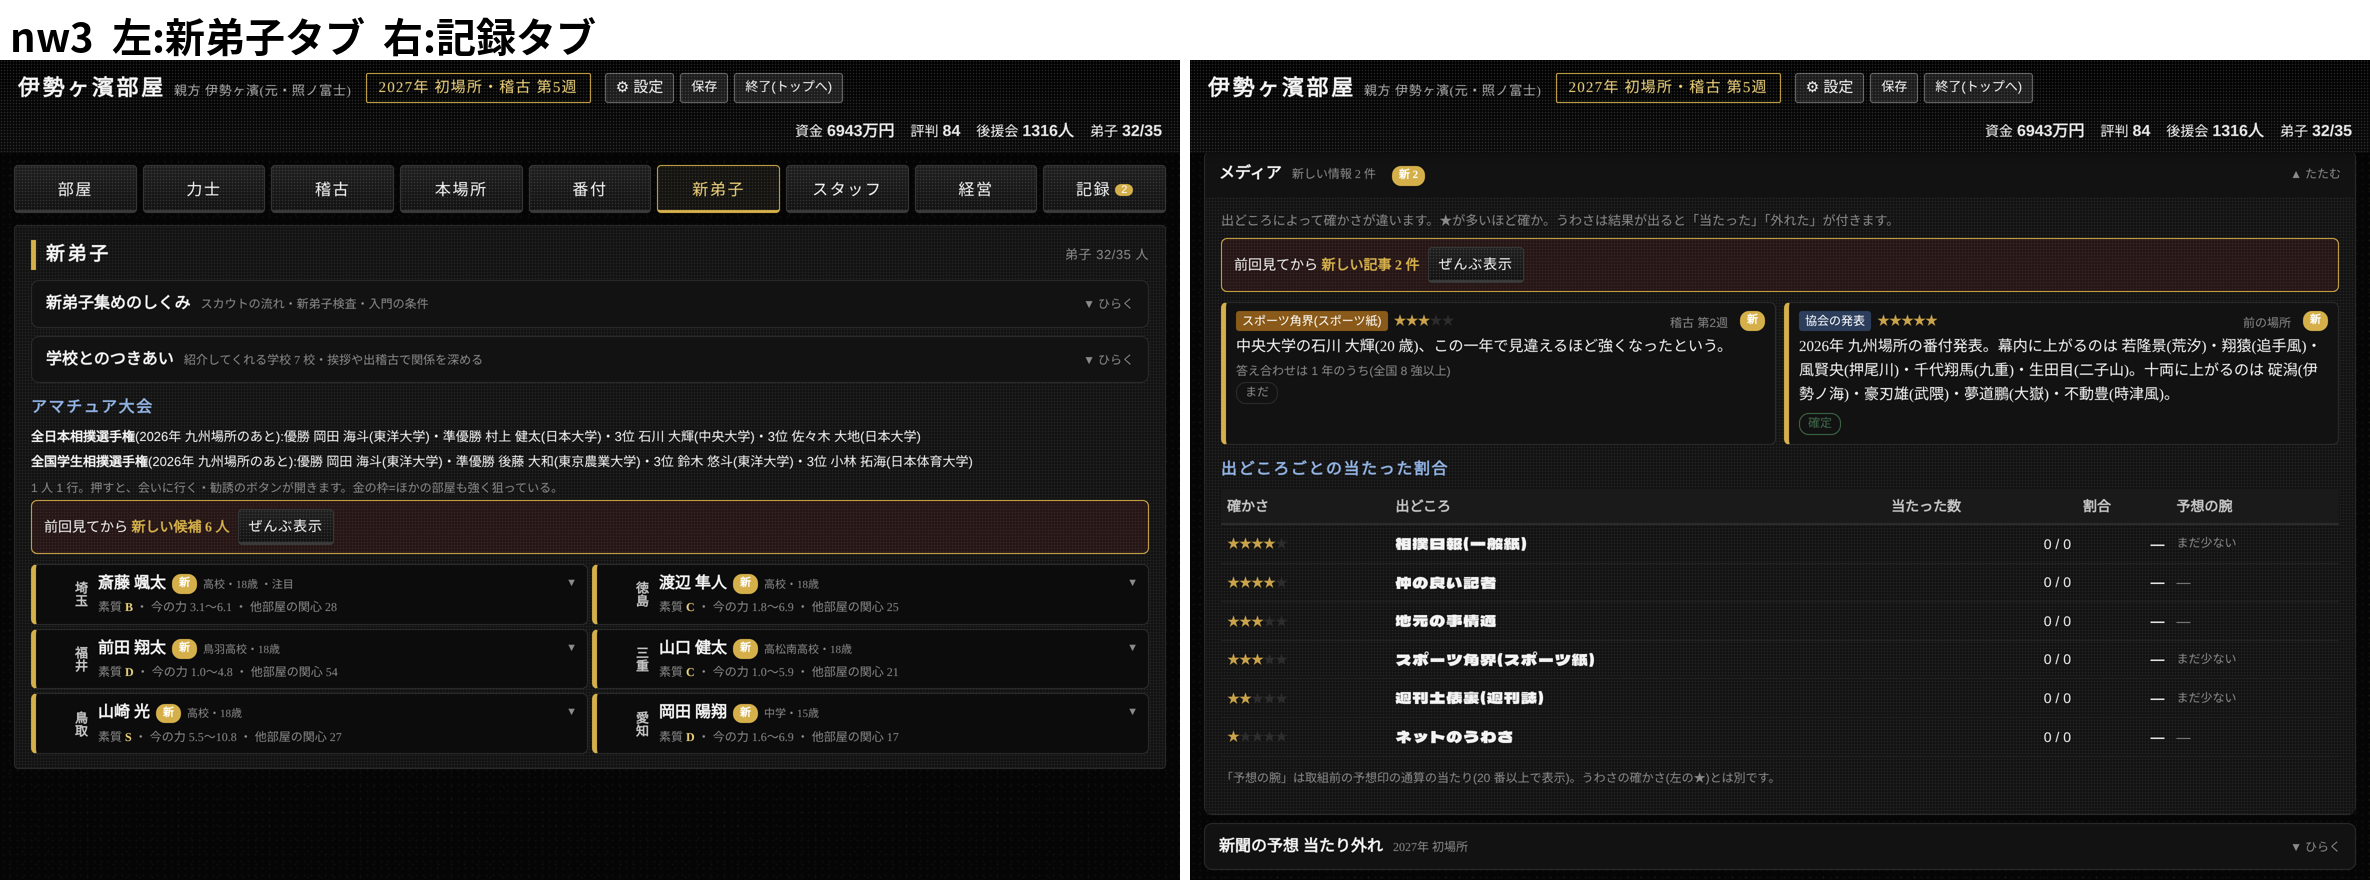 nw3 左:新弟子タブ 右:記録タブ
伊勢ヶ濱部屋 親方 伊勢ヶ濱(元・照ノ富士) 2027年 初場所・稽古 第5週 ⚙ 設定 保存 終了(トップへ)
資金 6943万円 評判 84 後援会 1316人 弟子 32/35
部屋 力士 稽古 本場所 番付 新弟子 スタッフ 経営 記録 2
新弟子 弟子 32/35 人
新弟子集めのしくみ スカウトの流れ・新弟子検査・入門の条件 ▼ ひらく
学校とのつきあい 紹介してくれる学校 7 校・挨拶や出稽古で関係を深める ▼ ひらく
アマチュア大会
全日本相撲選手権(2026年 九州場所のあと):優勝 岡田 海斗(東洋大学)・準優勝 村上 健太(日本大学)・3位 石川 大輝(中央大学)・3位 佐々木 大地(日本大学)
全国学生相撲選手権(2026年 九州場所のあと):優勝 岡田 海斗(東洋大学)・準優勝 後藤 大和(東京農業大学)・3位 鈴木 悠斗(東洋大学)・3位 小林 拓海(日本体育大学)
1 人 1 行。押すと、会いに行く・勧誘のボタンが開きます。金の枠=ほかの部屋も強く狙っている。
前回見てから 新しい候補 6 人 ぜんぶ表示
埼玉 斎藤 颯太 新 高校・18歳 ・注目 ▼
素質 B ・ 今の力 3.1〜6.1 ・ 他部屋の関心 28
徳島 渡辺 隼人 新 高校・18歳 ▼
素質 C ・ 今の力 1.8〜6.9 ・ 他部屋の関心 25
福井 前田 翔太 新 鳥羽高校・18歳 ▼
素質 D ・ 今の力 1.0〜4.8 ・ 他部屋の関心 54
三重 山口 健太 新 高松南高校・18歳 ▼
素質 C ・ 今の力 1.0〜5.9 ・ 他部屋の関心 21
鳥取 山崎 光 新 高校・18歳 ▼
素質 S ・ 今の力 5.5〜10.8 ・ 他部屋の関心 27
愛知 岡田 陽翔 新 中学・15歳 ▼
素質 D ・ 今の力 1.6〜6.9 ・ 他部屋の関心 17
伊勢ヶ濱部屋 親方 伊勢ヶ濱(元・照ノ富士) 2027年 初場所・稽古 第5週 ⚙ 設定 保存 終了(トップへ)
資金 6943万円 評判 84 後援会 1316人 弟子 32/35
メディア 新しい情報 2 件 新 2 ▲ たたむ
出どころによって確かさが違います。★が多いほど確か。うわさは結果が出ると「当たった」「外れた」が付きます。
前回見てから 新しい記事 2 件 ぜんぶ表示
スポーツ角界(スポーツ紙) ★★★★★ 稽古 第2週 新
中央大学の石川 大輝(20 歳)、この一年で見違えるほど強くなったという。
答え合わせは 1 年のうち(全国 8 強以上)
まだ
協会の発表 ★★★★★ 前の場所 新
2026年 九州場所の番付発表。幕内に上がるのは 若隆景(荒汐)・翔猿(追手風)・
風賢央(押尾川)・千代翔馬(九重)・生田目(二子山)。十両に上がるのは 碇潟(伊
勢ノ海)・豪刃雄(武隈)・夢道鵬(大嶽)・不動豊(時津風)。
確定
出どころごとの当たった割合
確かさ 出どころ 当たった数 割合 予想の腕
★★★★★ 相撲日報(一般紙) 0 / 0 — まだ少ない
★★★★★ 仲の良い記者 0 / 0 — —
★★★★★ 地元の事情通 0 / 0 — —
★★★★★ スポーツ角界(スポーツ紙) 0 / 0 — まだ少ない
★★★★★ 週刊土俵裏(週刊誌) 0 / 0 — まだ少ない
★★★★★ ネットのうわさ 0 / 0 — —
「予想の腕」は取組前の予想印の通算の当たり(20 番以上で表示)。うわさの確かさ(左の★)とは別です。
新聞の予想 当たり外れ 2027年 初場所 ▼ ひらく